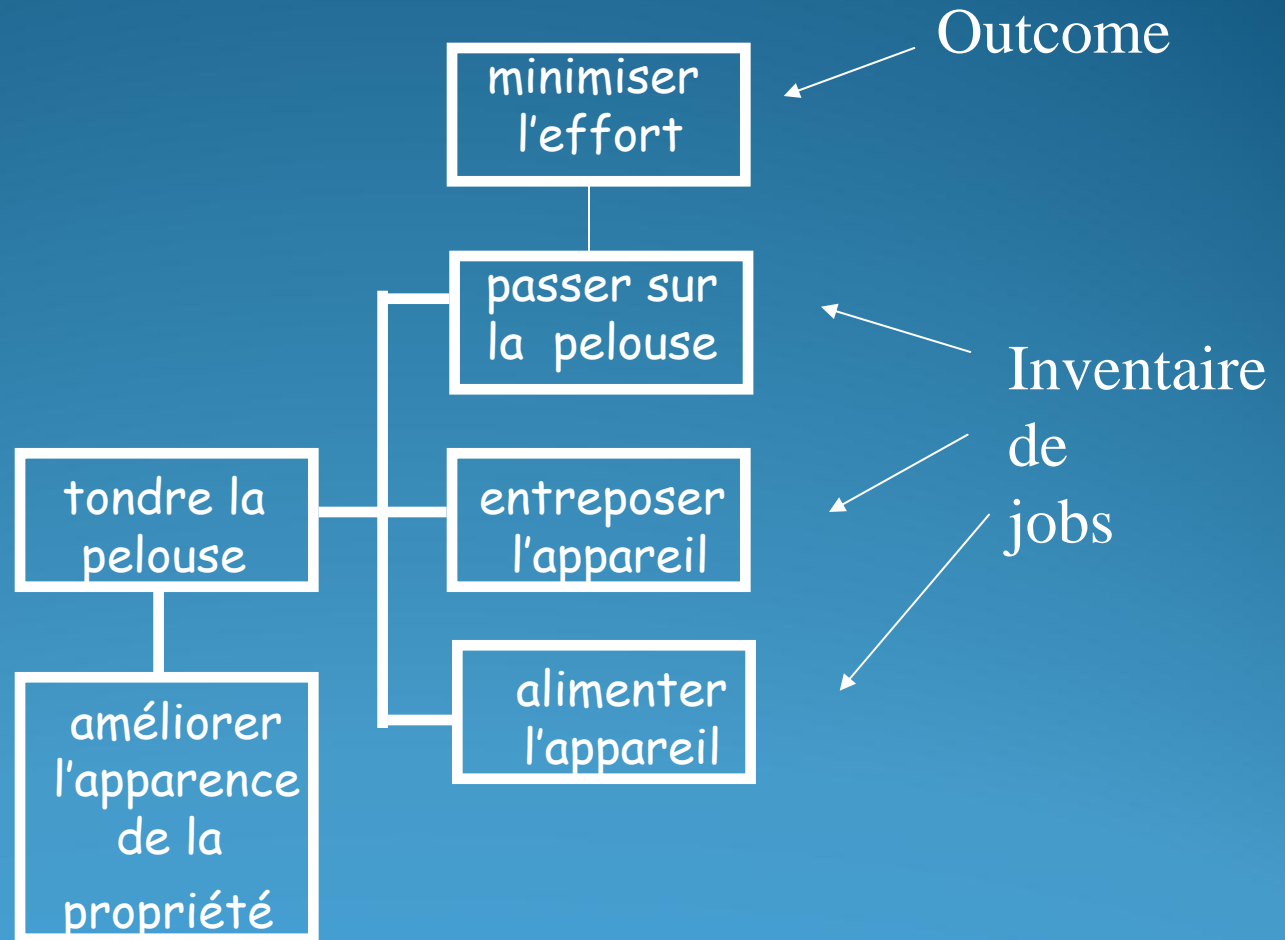 Outcome
minimiser
l'effort
passer sur
la pelouse
Inventaire
de
jobs
tondre la
pelouse
entreposer
l'appareil
améliorer
l'apparence
de la
propriété
alimenter
l'appareil